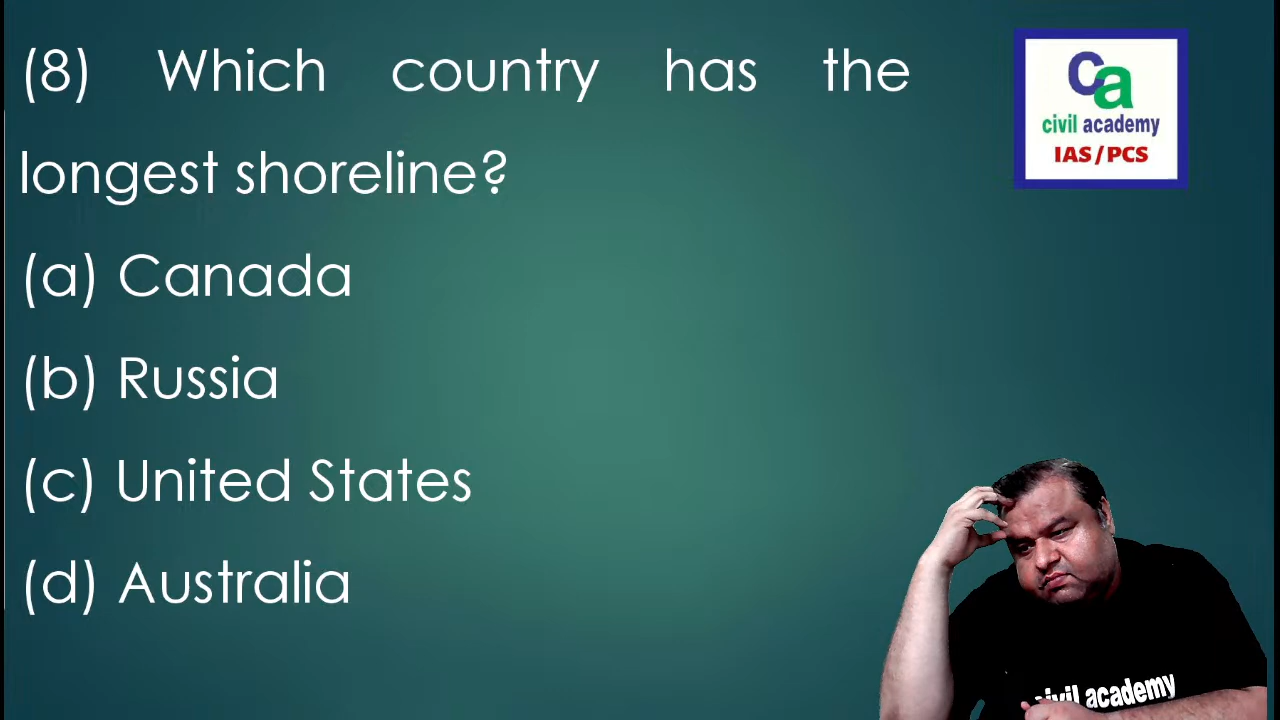 (8) Which country has the
longest shoreline?
(a) Canada
(b) Russia
(c) United States
(d) Australia
ca
civil academy
IAS/PCS
civil academy